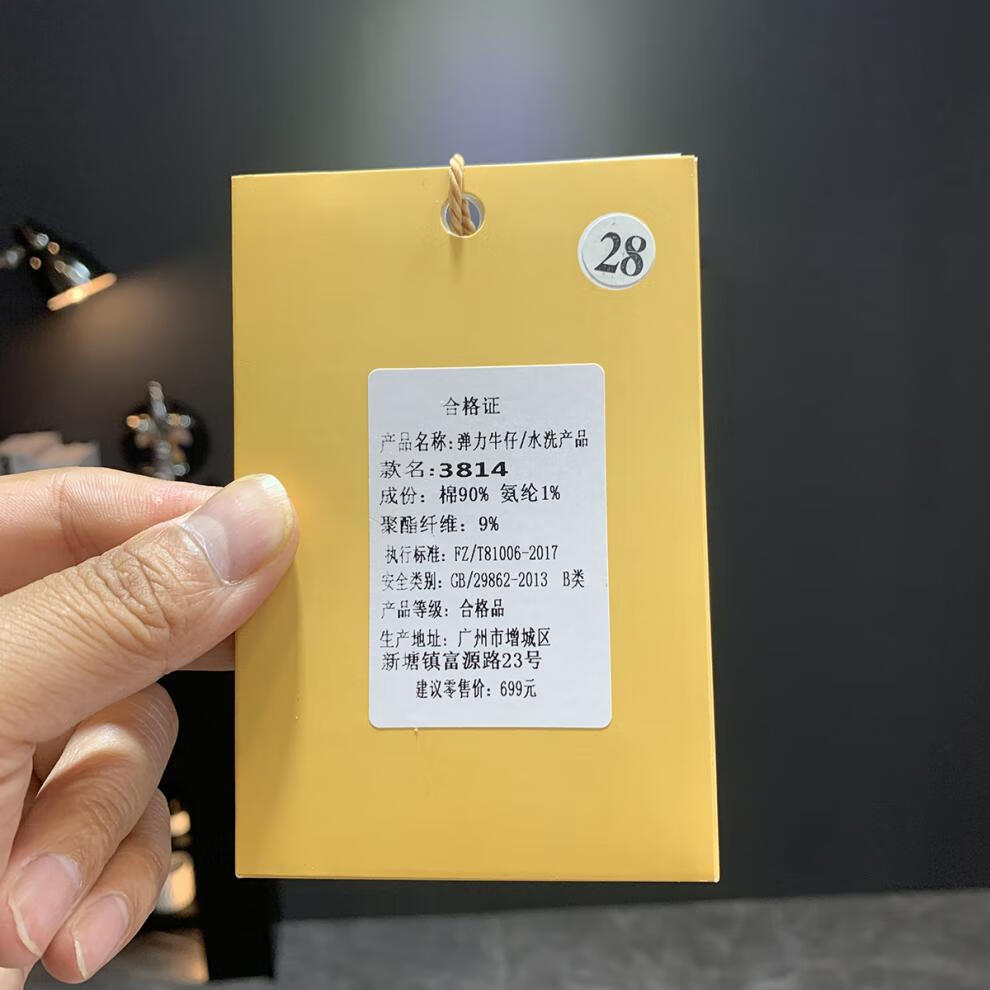 28
合格证
产品名称:弹力牛仔/水洗产品
款名:3814
成份: 棉90% 氨纶1%
聚酯纤维: 9%
执行标准: FZ/T81006-2017
安全类别: GB/29862-2013 B类
产品等级: 合格品
生产地址: 广州市增城区
新塘镇富源路23号
建议零售价: 699元